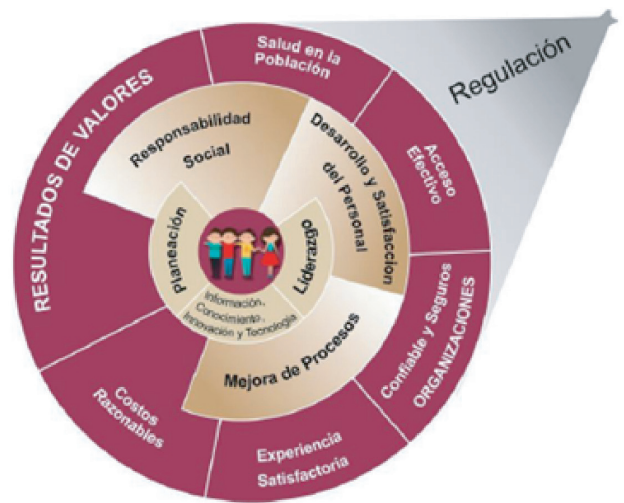 Regulación
RESULTADOS DE VALORES
Salud en la
Población
Acceso
Efectivo
Confiable y Seguros
ORGANIZACIONES
Experiencia
Satisfactoria
Costos
Razonables
Responsabilidad
Social
Desarrollo y Satisfaccion
del Personal
Mejora de Procesos
Planeación
Liderazgo
Información,
Conocimiento,
Innovación y Tecnología